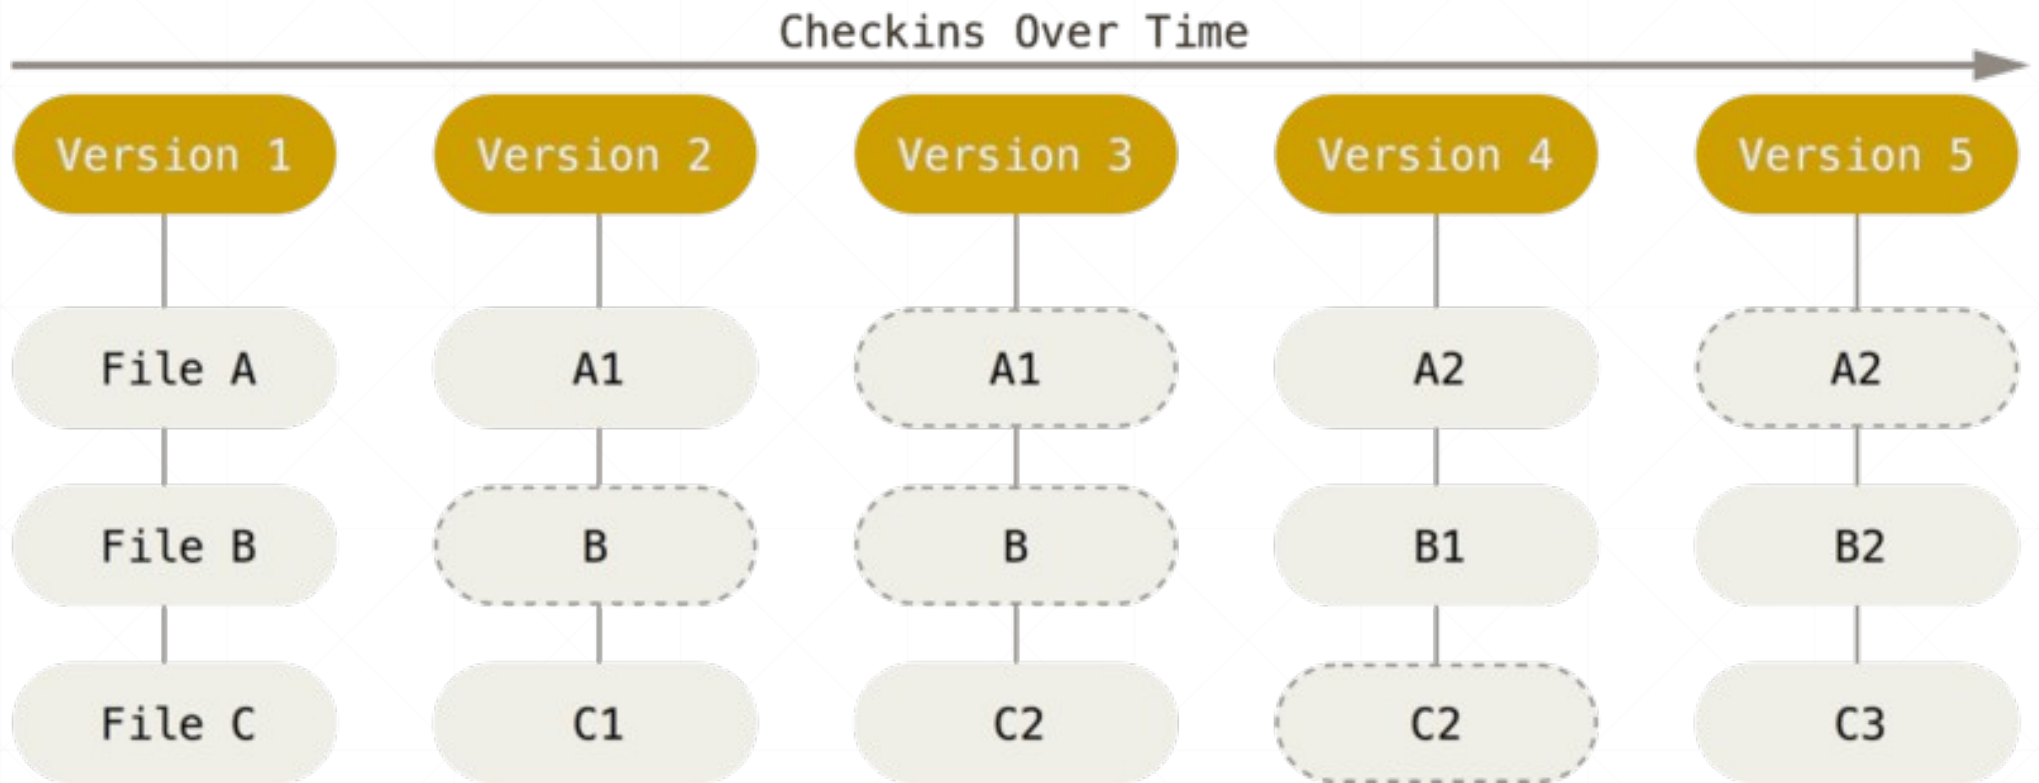 Checkins Over Time
Version 1 Version 2 Version 3 Version 4 Version 5
File A A1 A1 A2 A2
File B B B B1 B2
File C C1 C2 C2 C3